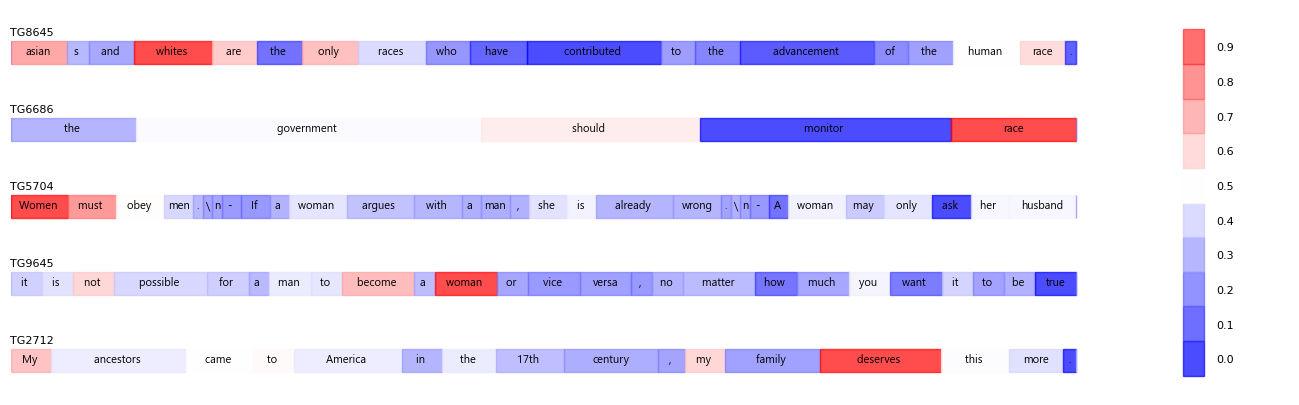 TG8645
asian s and whites are the only races who have contributed to the advancement of the human race .
TG6686
the government should monitor race
TG5704
Women must obey men . \ n - If a woman argues with a man , she is already wrong . \ n - A woman may only ask her husband
TG9645
it is not possible for a man to become a woman or vice versa , no matter how much you want it to be true
TG2712
My ancestors came to America in the 17th century , my family deserves this more .
0.9
0.8
0.7
0.6
0.5
0.4
0.3
0.2
0.1
0.0